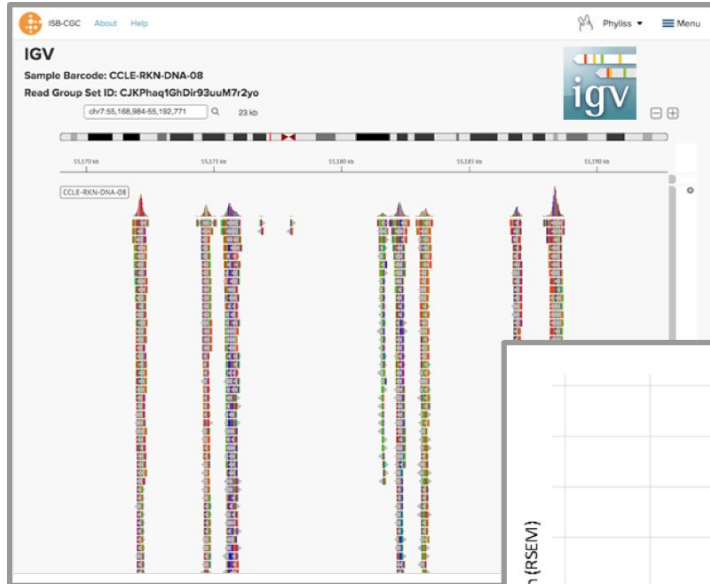 ISB-CGC About Help Phyliss Menu
IGV
Sample Barcode: CCLE-RKN-DNA-08
Read Group Set ID: CJKPhaq1GhDir93uuM7r2yo
igv
chr7:55,168,984-55,192,771 23 kb
55,170 kb 55,175 kb 55,180 kb 55,185 kb 55,190 kb
CCLE-RKN-DNA-08
n (RSEM)